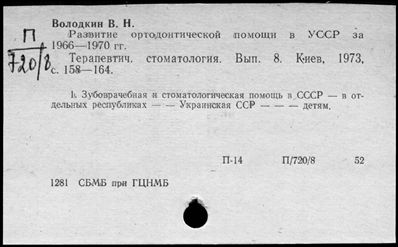 Володкин В. Н.
П
Развитие ортодонтической помощи в УССР за
1966—1970 гг.
720/8
Терапевтич. стоматология. Вып. 8. Киев, 1973,
с. 158—164.
1. Зубоврачебная и стоматологическая помощь в СССР — в от-
дельных республиках — — Украинская ССР — — — детям.
П-14 П/720/8 52
1281 СБМБ при ГЦНМБ